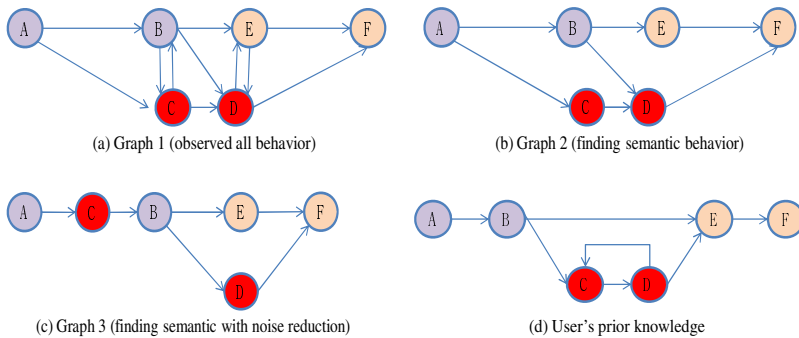 A
B
E
F
C
D
(a) Graph 1 (observed all behavior)
A
B
E
F
C
D
(b) Graph 2 (finding semantic behavior)
A
C
B
E
F
D
(c) Graph 3 (finding semantic with noise reduction)
A
B
E
F
C
D
(d) User's prior knowledge